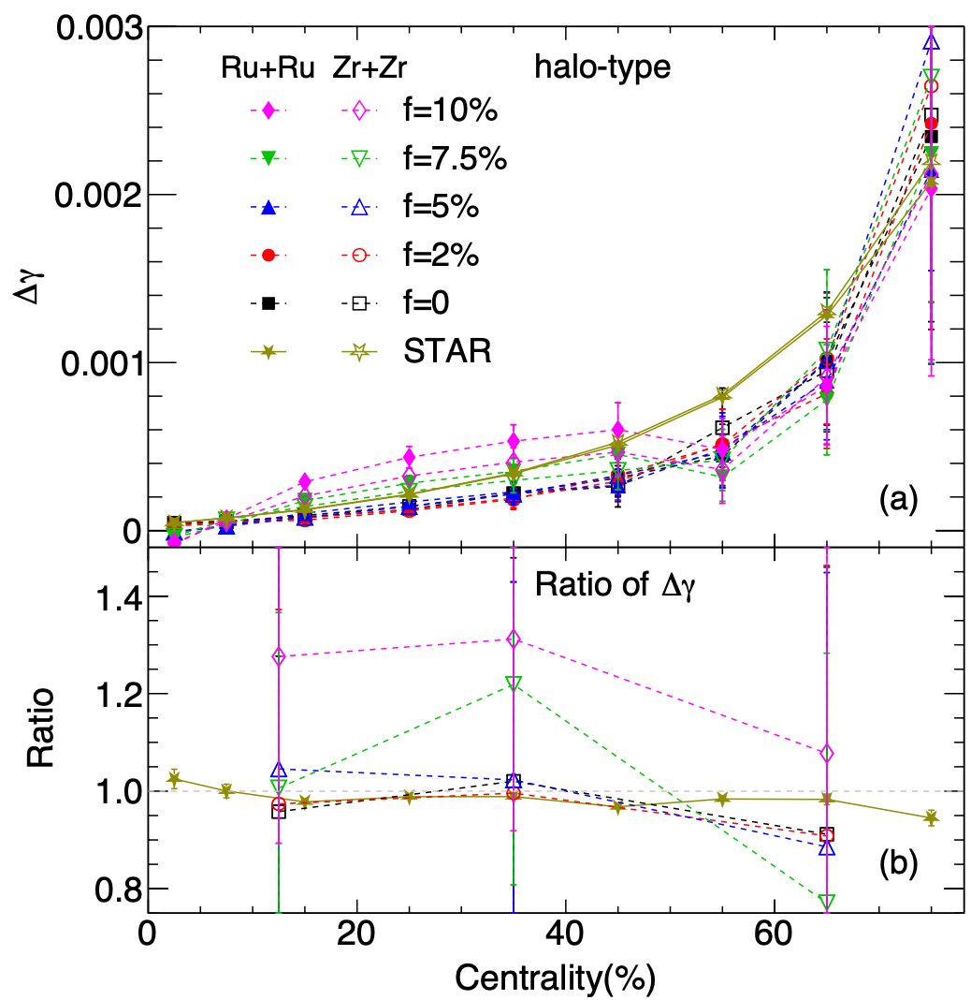 0.003
Ru+Ru Zr+Zr halo-type
f=10%
f=7.5%
0.002
f=5%
Δγ
f=2%
f=0
0.001
STAR
(a)
0
Ratio of Δγ
1.4
1.2
Ratio
1.0
(b)
0.8
0 20 40 60
Centrality(%)